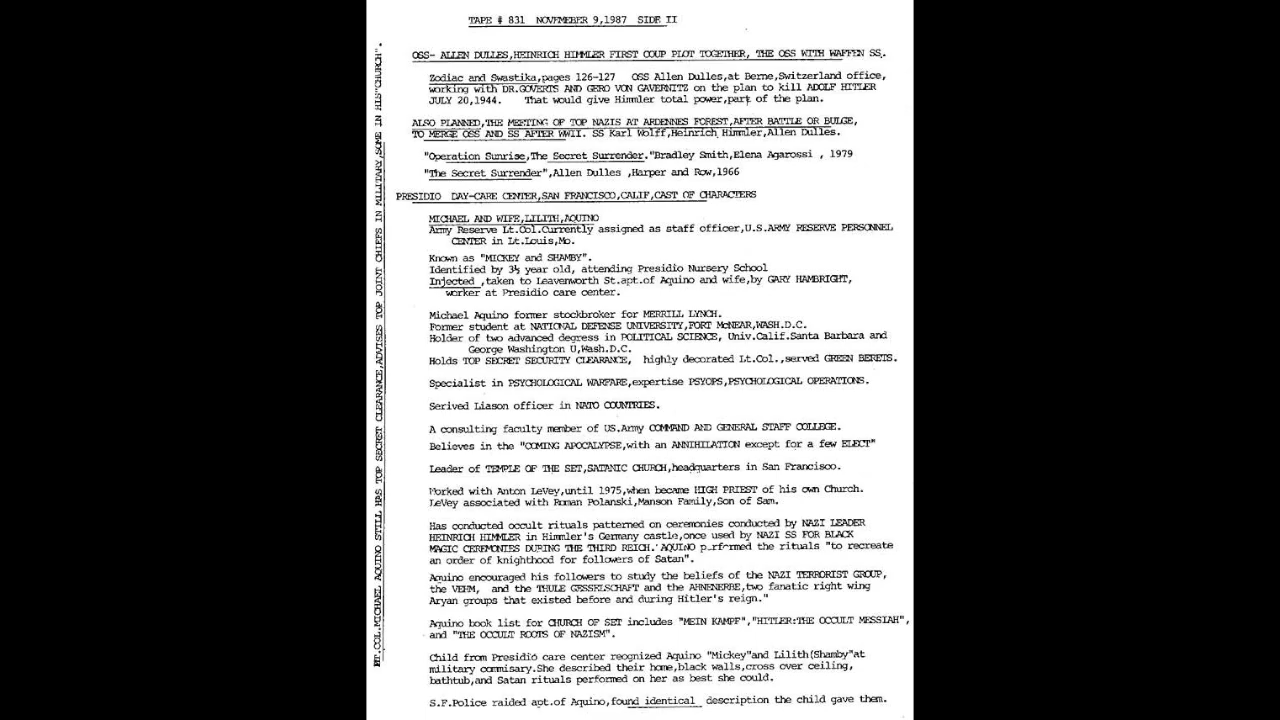 TAPE # 831 NOVEMEBER 9,1987 SIDE II
OSS- ALLEN DULLES,HEINRICH HIMMLER FIRST COUP PLOT TOGETHER, THE OSS WITH WAFFEN SS.
Zodiac and Swastika,pages 126-127 OSS Allen Dulles,at Berne,Switzerland office,
working with DR.GOVERTS AND GERO VON GAVERNITZ on the plan to kill ADOLF HITLER
JULY 20,1944. That would give Himmler total power,part of the plan.
ALSO PLANNED,THE MEETING OF TOP NAZIS AT ARDENNES FOREST,AFTER BATTLE OR BULGE,
TO MERGE OSS AND SS AFTER WWII. SS Karl Wolff,Heinrich Himmler,Allen Dulles.
"Operation Sunrise,The Secret Surrender."Bradley Smith,Elena Agarossi , 1979
"The Secret Surrender",Allen Dulles ,Harper and Row,1966
PRESIDIO DAY-CARE CENTER,SAN FRANCISCO,CALIF,CAST OF CHARACTERS
MICHAEL AND WIFE,LILITH,AQUINO
Army Reserve Lt.Col.Currently assigned as staff officer,U.S.ARMY RESERVE PERSONNEL
CENTER in Lt.Louis,Mo.
Known as "MICKEY and SHAMBY".
Identified by 3½ year old, attending Presidio Nursery School
Injected ,taken to Leavenworth St.apt.of Aquino and wife,by GARY HAMBRIGHT,
worker at Presidio care center.
Michael Aquino former stockbroker for MERRILL LYNCH.
Former student at NATIONAL DEFENSE UNIVERSITY,FORT McNEAR,WASH.D.C.
Holder of two advanced degress in POLITICAL SCIENCE, Univ.Calif.Santa Barbara and
George Washington U,Wash.D.C.
Holds TOP SECRET SECURITY CLEARANCE, highly decorated Lt.Col.,served GREEN BERETS.
Specialist in PSYCHOLOGICAL WARFARE,expertise PSYOPS,PSYCHOLOGICAL OPERATIONS.
Serived Liason officer in NATO COUNTRIES.
A consulting faculty member of US.Army COMMAND AND GENERAL STAFF COLLEGE.
Believes in the "COMING APOCALYPSE,with an ANNIHILATION except for a few ELECT"
Leader of TEMPLE OF THE SET,SATANIC CHURCH,headquarters in San Francisco.
Worked with Anton LeVey,until 1975,when became HIGH PRIEST of his own Church.
LeVey associated with Roman Polanski,Manson Family,Son of Sam.
Has conducted occult rituals patterned on ceremonies conducted by NAZI LEADER
HEINRICH HIMMLER in Himmler's Germany castle,once used by NAZI SS FOR BLACK
MAGIC CEREMONIES DURING THE THIRD REICH. AQUINO performed the rituals "to recreate
an order of knighthood for followers of Satan".
Aquino encouraged his followers to study the beliefs of the NAZI TERRORIST GROUP,
the VEHM, and the THULE GESSELSCHAFT and the AHNENERBE,two fanatic right wing
Aryan groups that existed before and during Hitler's reign."
Aquino book list for CHURCH OF SET includes "MEIN KAMPF","HITLER:THE OCCULT MESSIAH",
and "THE OCCULT ROOTS OF NAZISM".
Child from Presidio care center recognized Aquino "Mickey"and Lilith(Shamby"at
military commisary.She described their home,black walls,cross over ceiling,
bathtub,and Satan rituals performed on her as best she could.
S.F.Police raided apt.of Aquino,found identical description the child gave them.
LT.COL.MICHAEL AQUINO STILL HAS TOP SECRET CLEARANCE,ADVISES TOP JOINT CHIEFS IN MILITARY,SOME IN HIS"CHURCH".